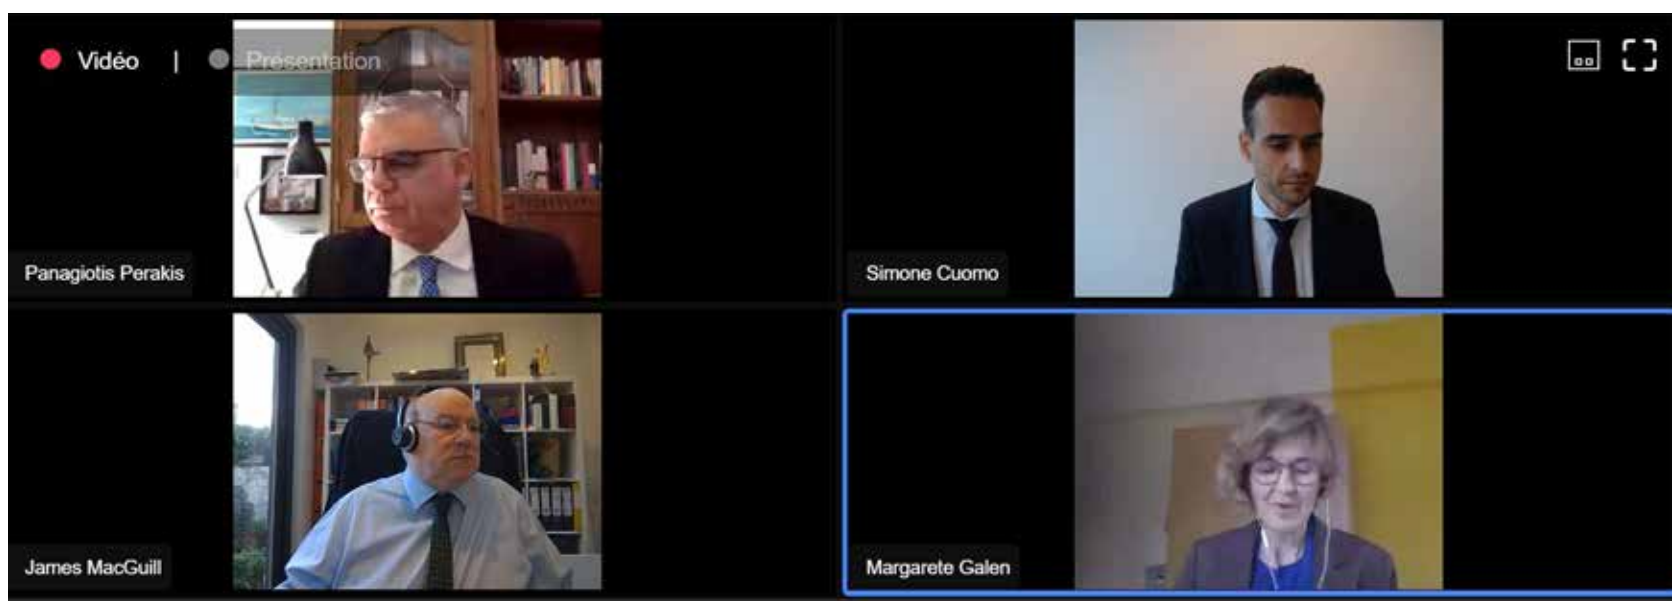 Vidéo | Présentation
Panagiotis Perakis
Simone Cuomo
James MacGuill
Margarete Galen